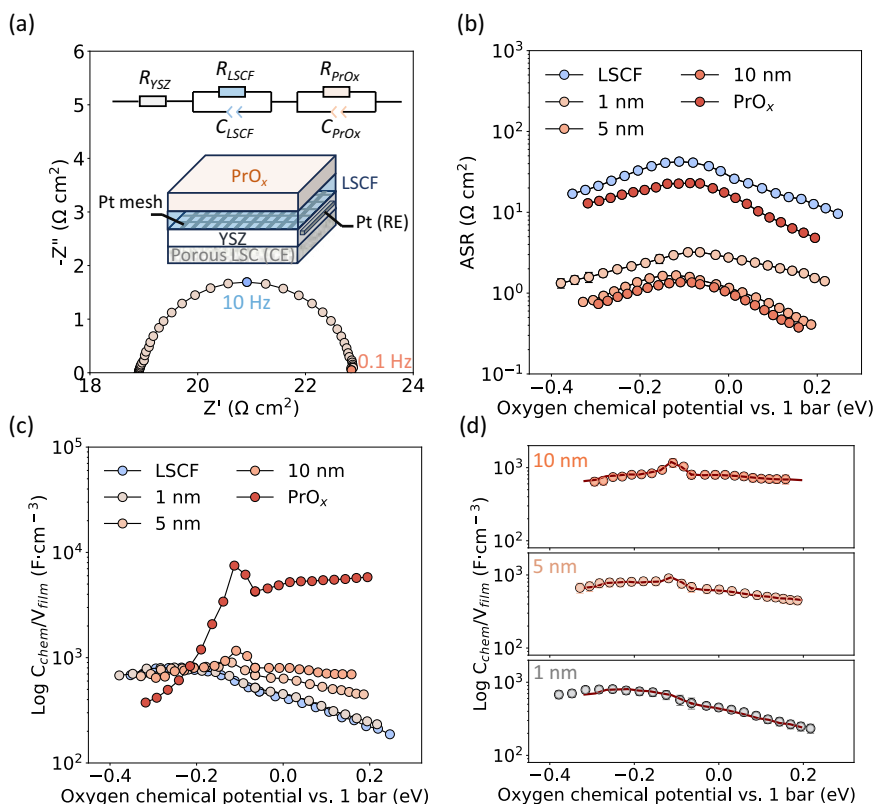 (a)
-Z″ (Ω cm²)
6
5
4
3
2
1
0
R_YSZ
R_LSCF
C_LSCF
R_PrOx
C_PrOx
PrOₓ
LSCF
Pt mesh
Pt (RE)
YSZ
Porous LSC (CE)
10 Hz
0.1 Hz
18 20 22 24
Z' (Ω cm²)
(b)
ASR (Ω cm²)
10³
10²
10¹
10⁰
10⁻¹
LSCF
1 nm
5 nm
10 nm
PrOₓ
−0.4 −0.2 0.0 0.2
Oxygen chemical potential vs. 1 bar (eV)
(c)
Log C_chem/V_film (F·cm⁻³)
10⁵
10⁴
10³
10²
LSCF
1 nm
5 nm
10 nm
PrOₓ
−0.4 −0.2 0.0 0.2
Oxygen chemical potential vs. 1 bar (eV)
(d)
Log C_chem/V_film (F·cm⁻³)
10 nm
10³
10²
5 nm
10³
10²
1 nm
10³
10²
−0.4 −0.2 0.0 0.2
Oxygen chemical potential vs. 1 bar (eV)